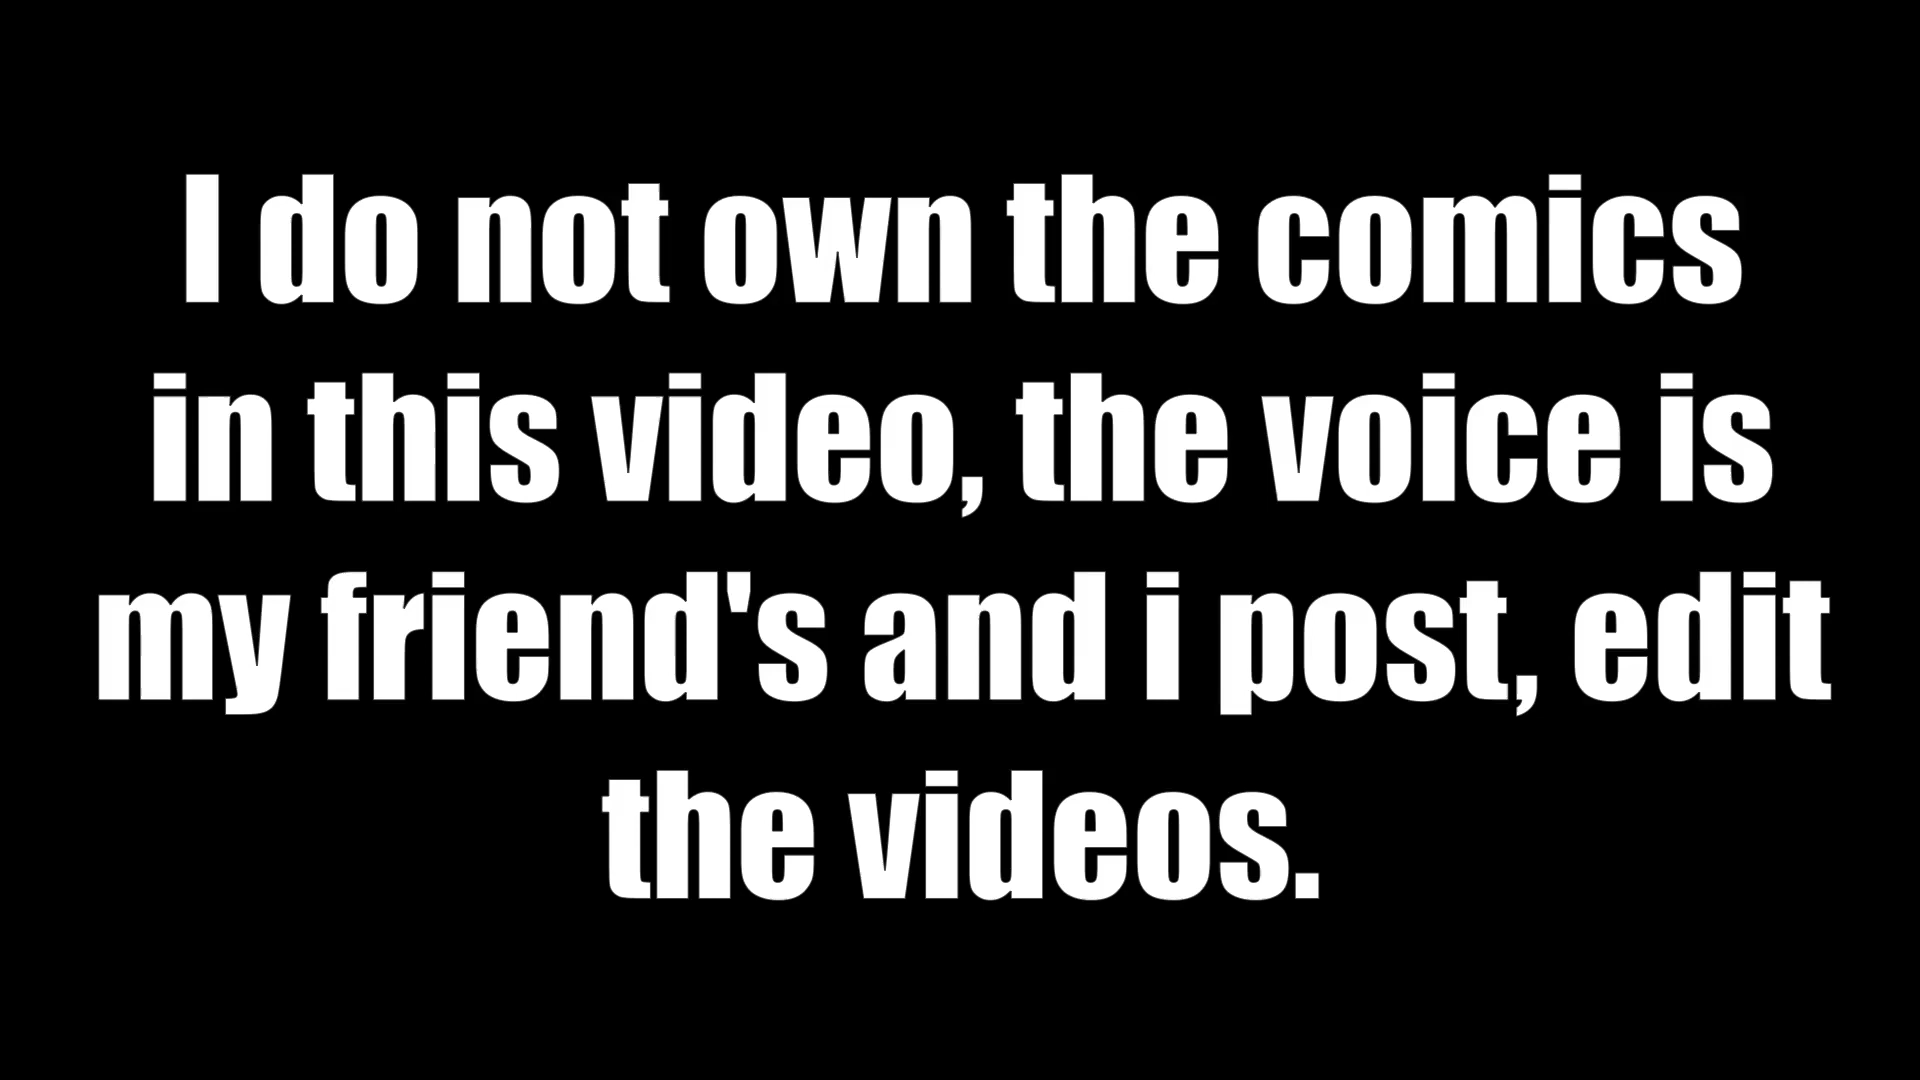 I do not own the comics
in this video, the voice is
my friend's and i post, edit
the videos.